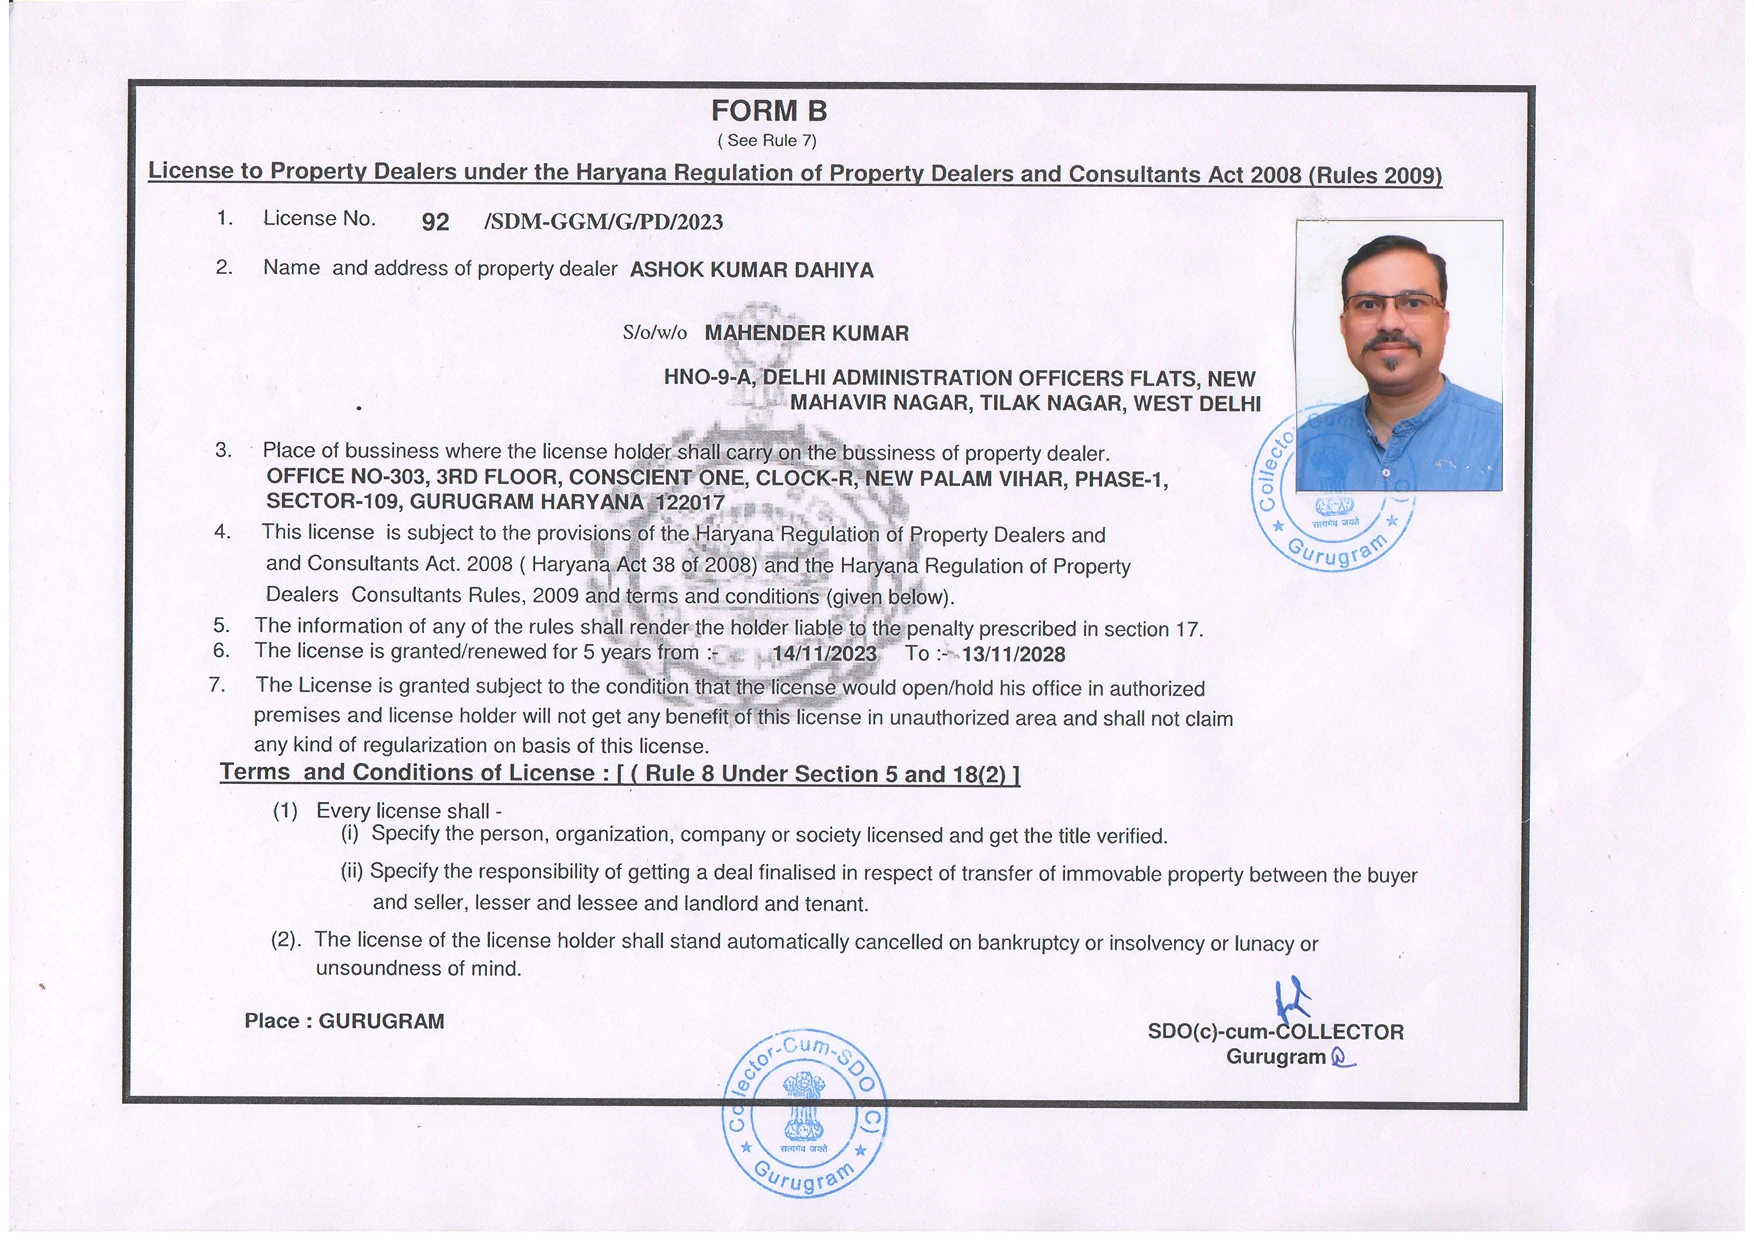 FORM B
( See Rule 7)
License to Property Dealers under the Haryana Regulation of Property Dealers and Consultants Act 2008 (Rules 2009)
1. License No. 92 /SDM-GGM/G/PD/2023
2. Name and address of property dealer ASHOK KUMAR DAHIYA
S/o/w/o MAHENDER KUMAR
HNO-9-A, DELHI ADMINISTRATION OFFICERS FLATS, NEW
MAHAVIR NAGAR, TILAK NAGAR, WEST DELHI
3. Place of bussiness where the license holder shall carry on the bussiness of property dealer.
OFFICE NO-303, 3RD FLOOR, CONSCIENT ONE, CLOCK-R, NEW PALAM VIHAR, PHASE-1,
SECTOR-109, GURUGRAM HARYANA 122017
4. This license is subject to the provisions of the Haryana Regulation of Property Dealers and
and Consultants Act. 2008 ( Haryana Act 38 of 2008) and the Haryana Regulation of Property
Dealers Consultants Rules, 2009 and terms and conditions (given below).
5. The information of any of the rules shall render the holder liable to the penalty prescribed in section 17.
6. The license is granted/renewed for 5 years from :- 14/11/2023 To :- 13/11/2028
7. The License is granted subject to the condition that the license would open/hold his office in authorized
premises and license holder will not get any benefit of this license in unauthorized area and shall not claim
any kind of regularization on basis of this license.
Terms and Conditions of License : [ ( Rule 8 Under Section 5 and 18(2) ]
(1) Every license shall -
(i) Specify the person, organization, company or society licensed and get the title verified.
(ii) Specify the responsibility of getting a deal finalised in respect of transfer of immovable property between the buyer
and seller, lesser and lessee and landlord and tenant.
(2). The license of the license holder shall stand automatically cancelled on bankruptcy or insolvency or lunacy or
unsoundness of mind.
Place : GURUGRAM
SDO(c)-cum-COLLECTOR
Gurugram
Collector-Cum
सत्यमेव जयते
Gurugram
Collector-Cum-SDO (C)
सत्यमेव जयते
Gurugram